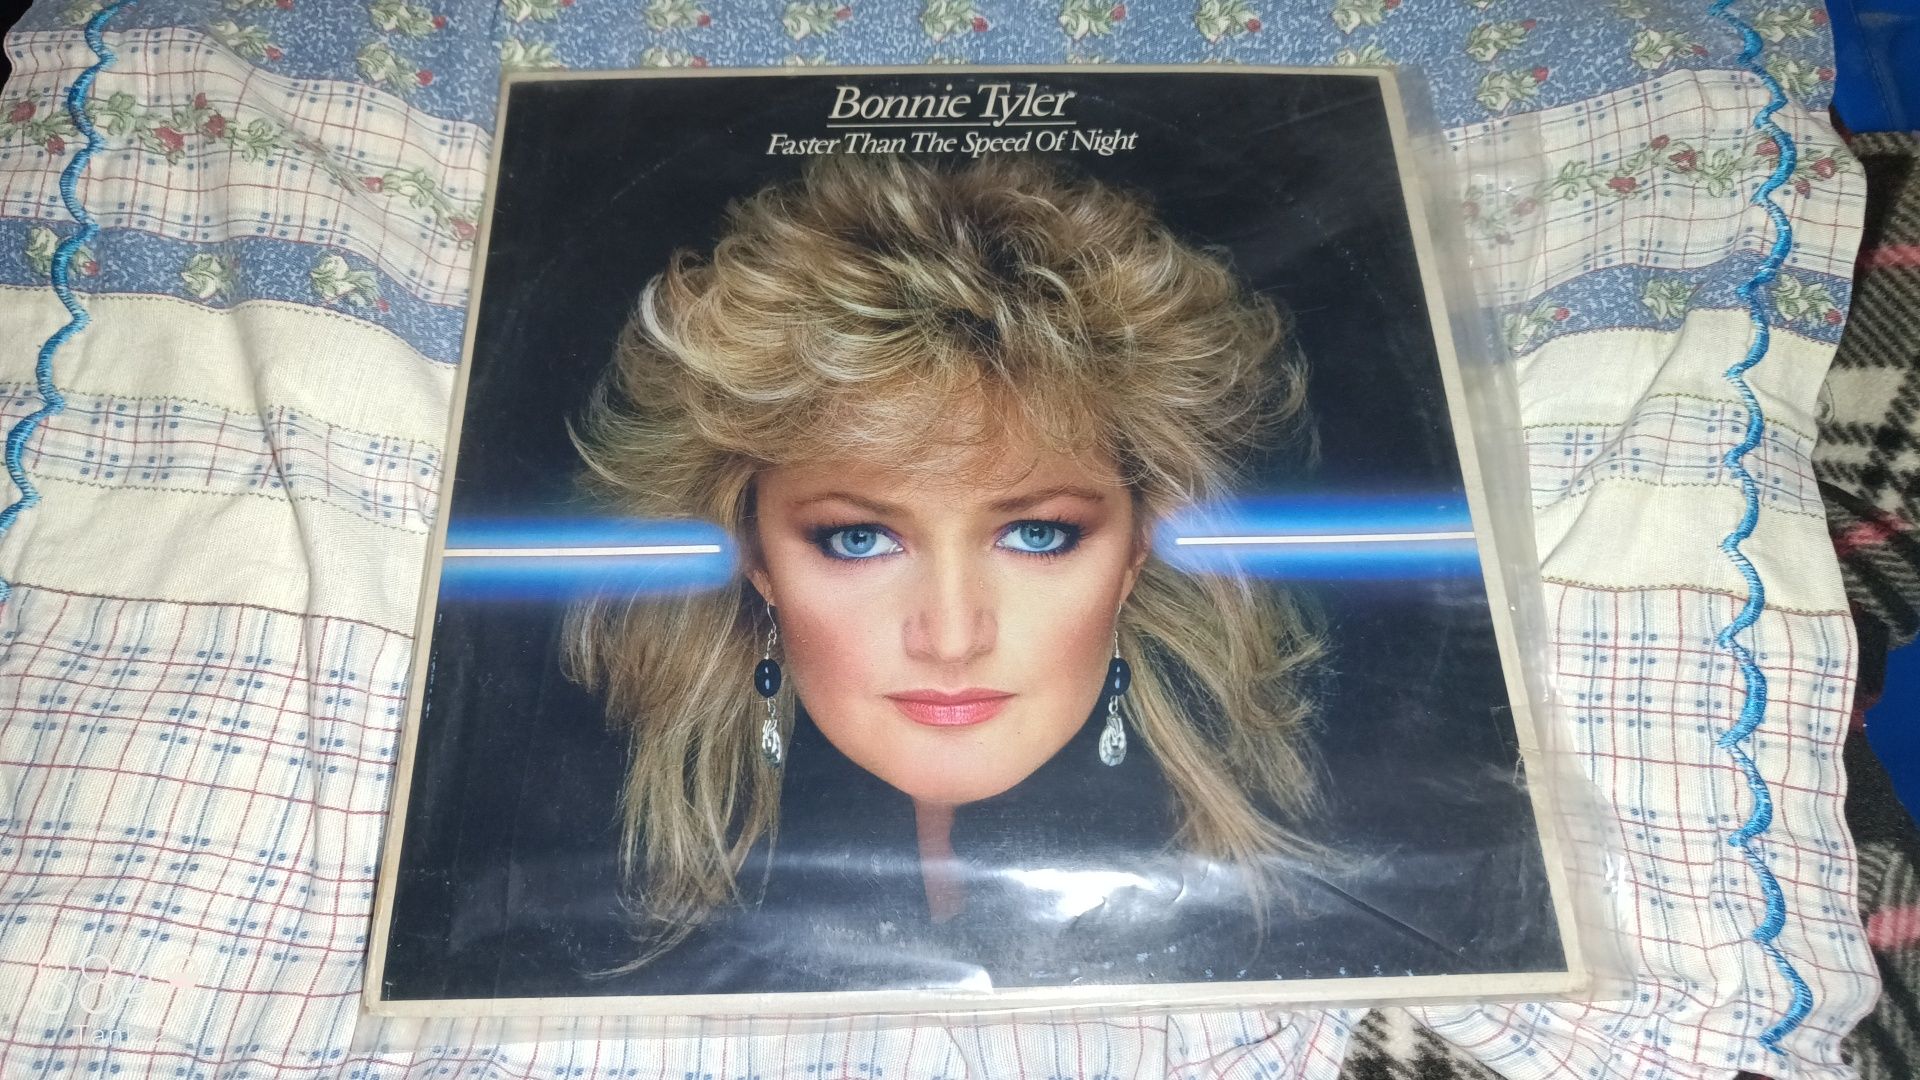 Bonnie Tyler
Faster Than The Speed Of Night